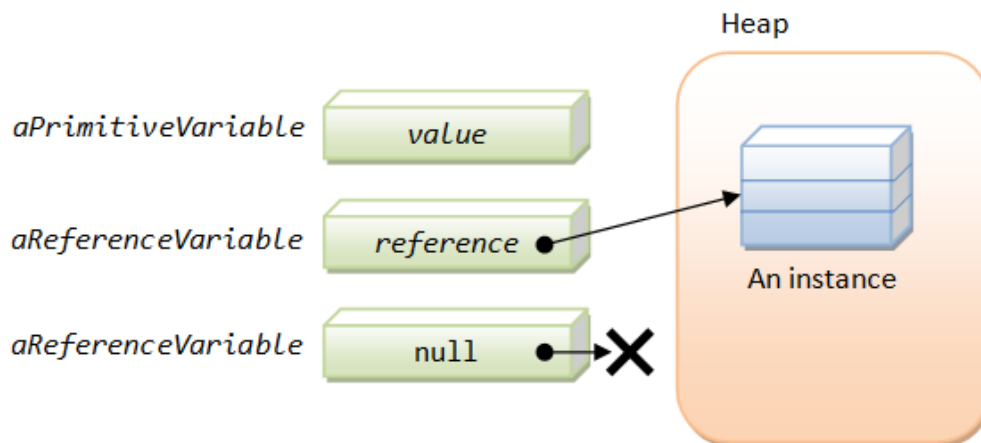 Heap
aPrimitiveVariable value
aReferenceVariable reference
An instance
aReferenceVariable null